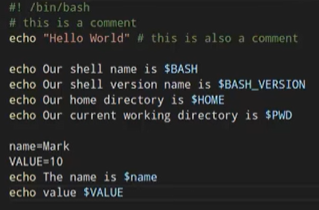 #! /bin/bash
# this is a comment
echo "Hello World" # this is also a comment
echo Our shell name is $BASH
echo Our shell version name is $BASH_VERSION
echo Our home directory is $HOME
echo Our current working directory is $PWD
name=Mark
VALUE=10
echo The name is $name
echo value $VALUE